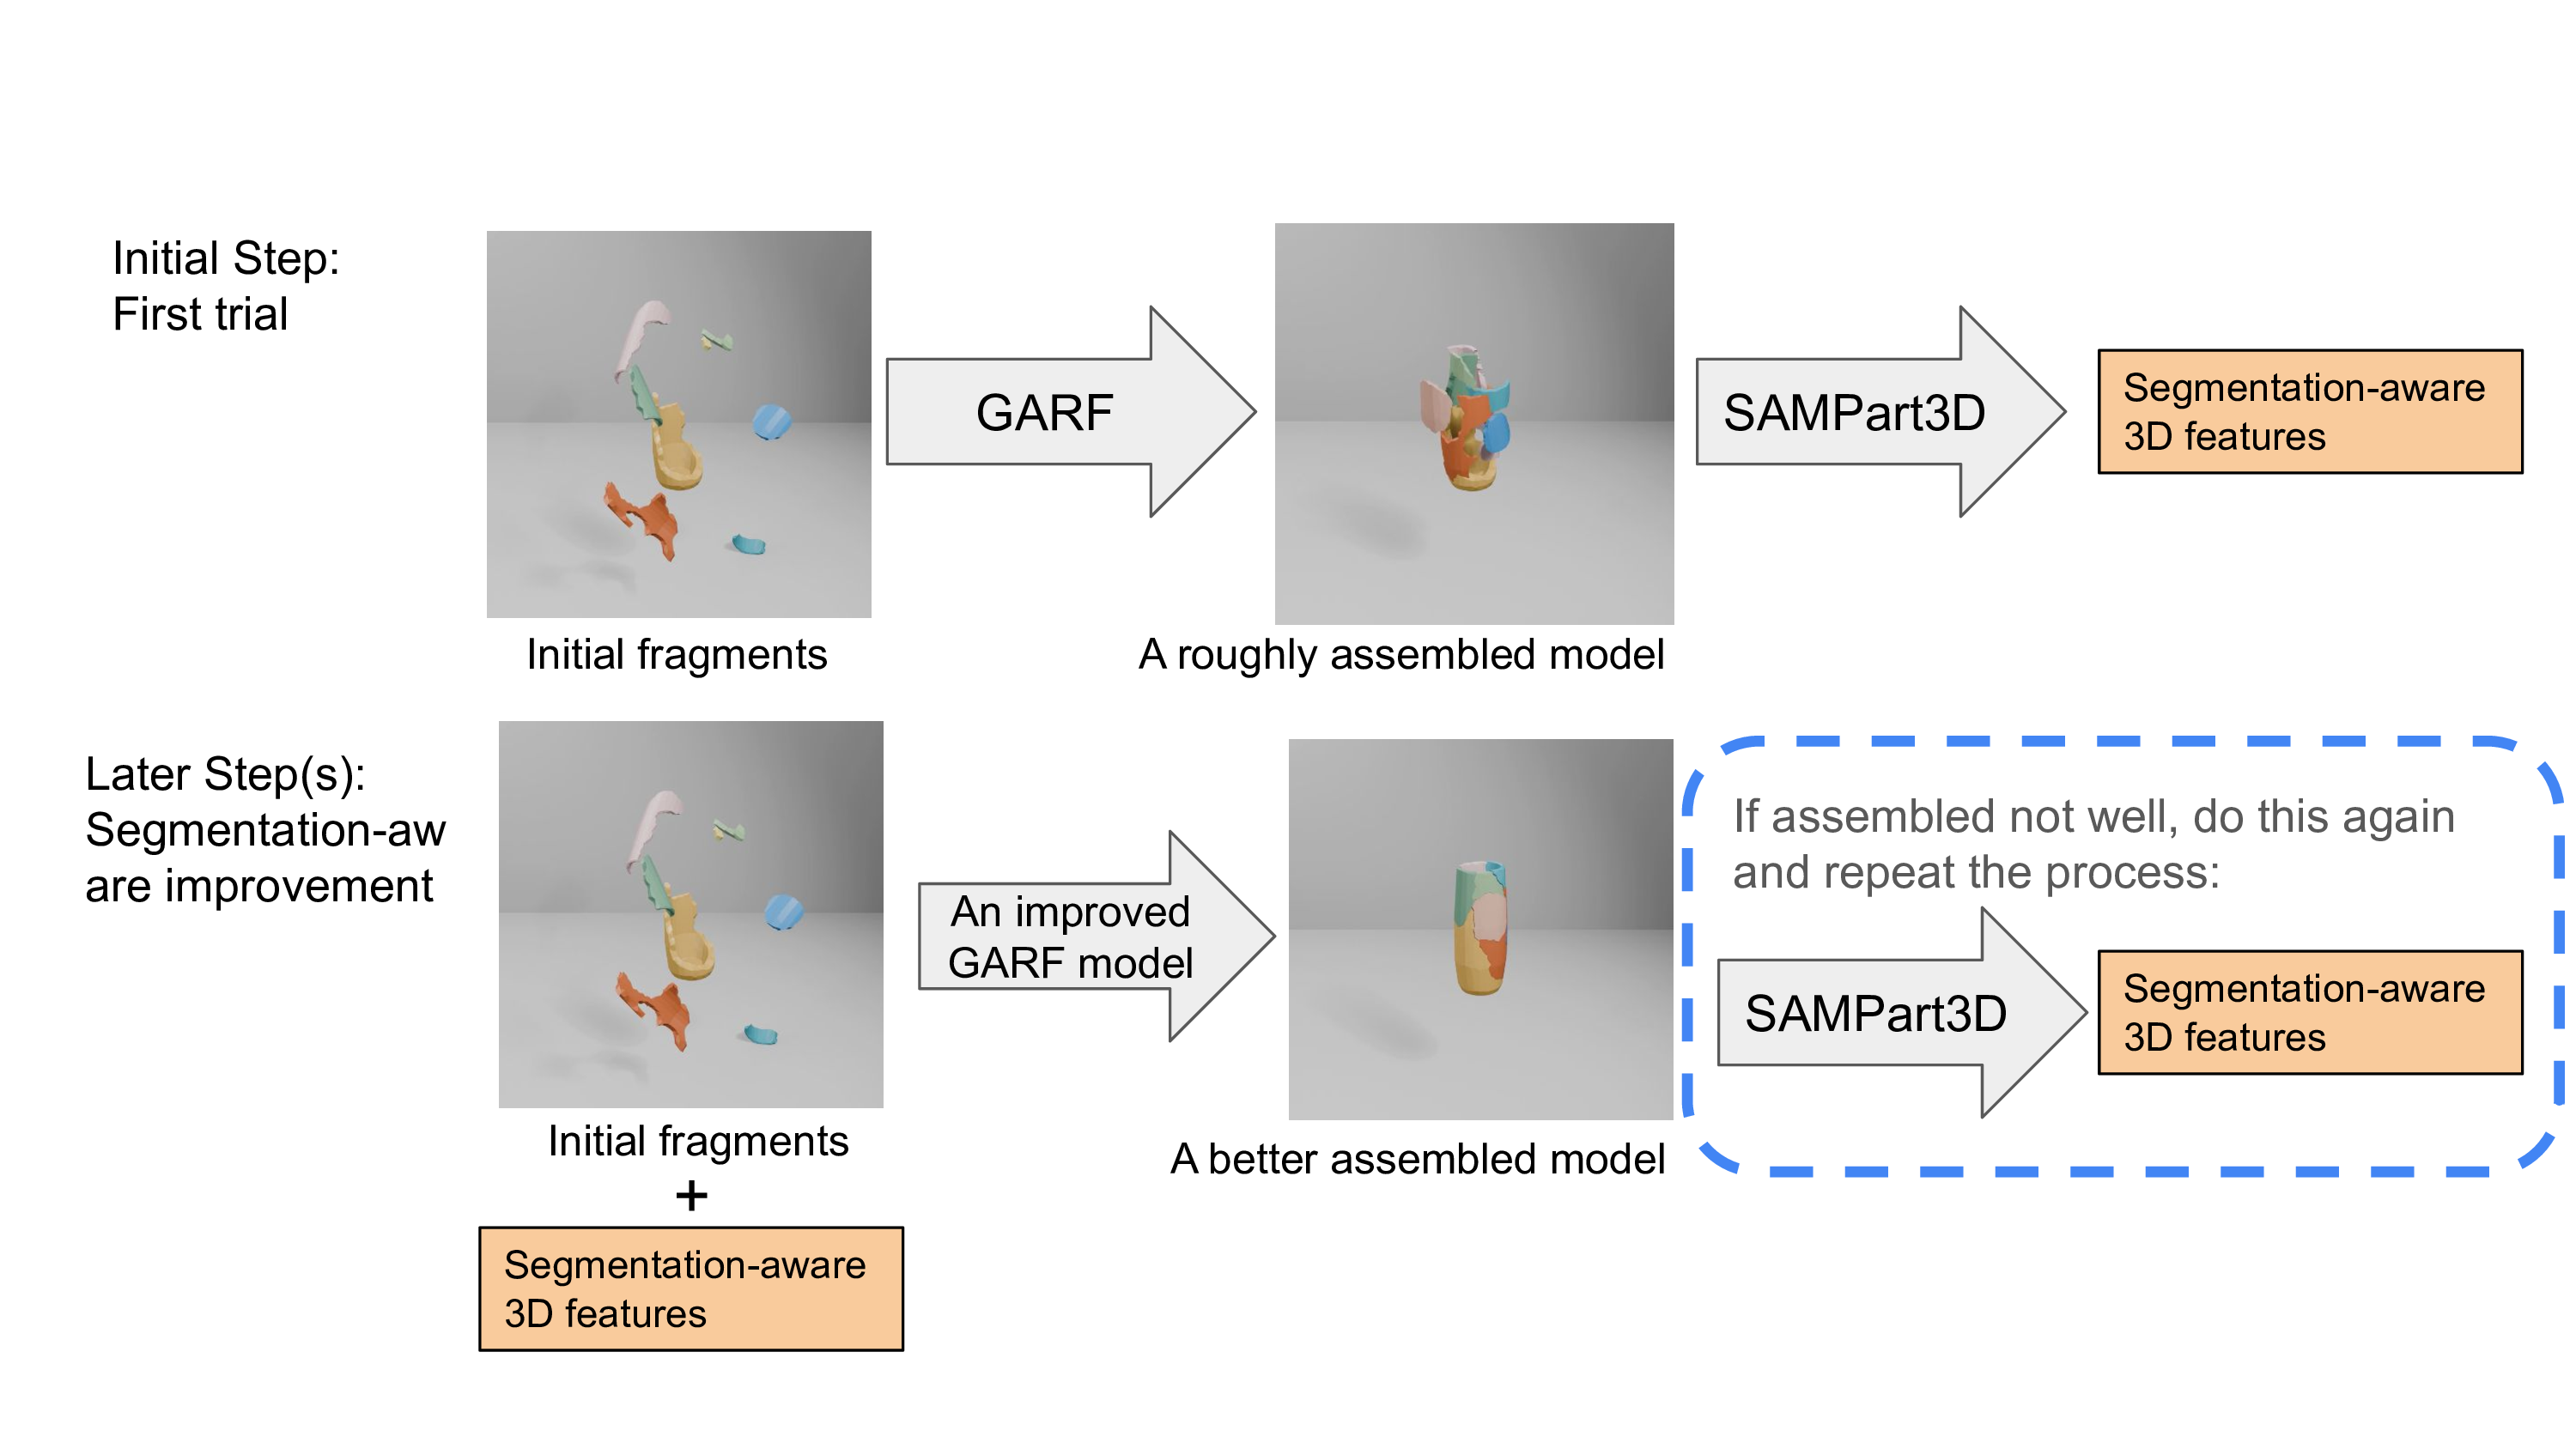 Initial Step:
First trial
GARF
SAMPart3D
Segmentation-aware
3D features
Initial fragments
A roughly assembled model
Later Step(s):
Segmentation-aw
are improvement
An improved
GARF model
If assembled not well, do this again
and repeat the process:
SAMPart3D
Segmentation-aware
3D features
Initial fragments
A better assembled model
+
Segmentation-aware
3D features